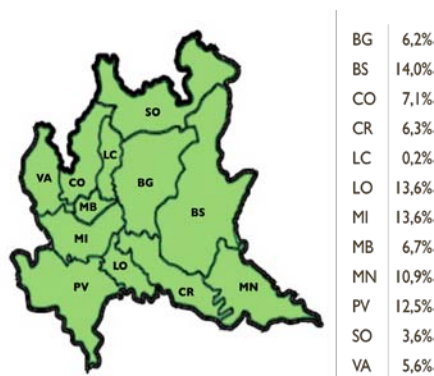 SO
LC
VA
CO
BG
MB
BS
MI
LO
PV
CR
MN
BG 6,2%
BS 14,0%
CO 7,1%
CR 6,3%
LC 0,2%
LO 13,6%
MI 13,6%
MB 6,7%
MN 10,9%
PV 12,5%
SO 3,6%
VA 5,6%